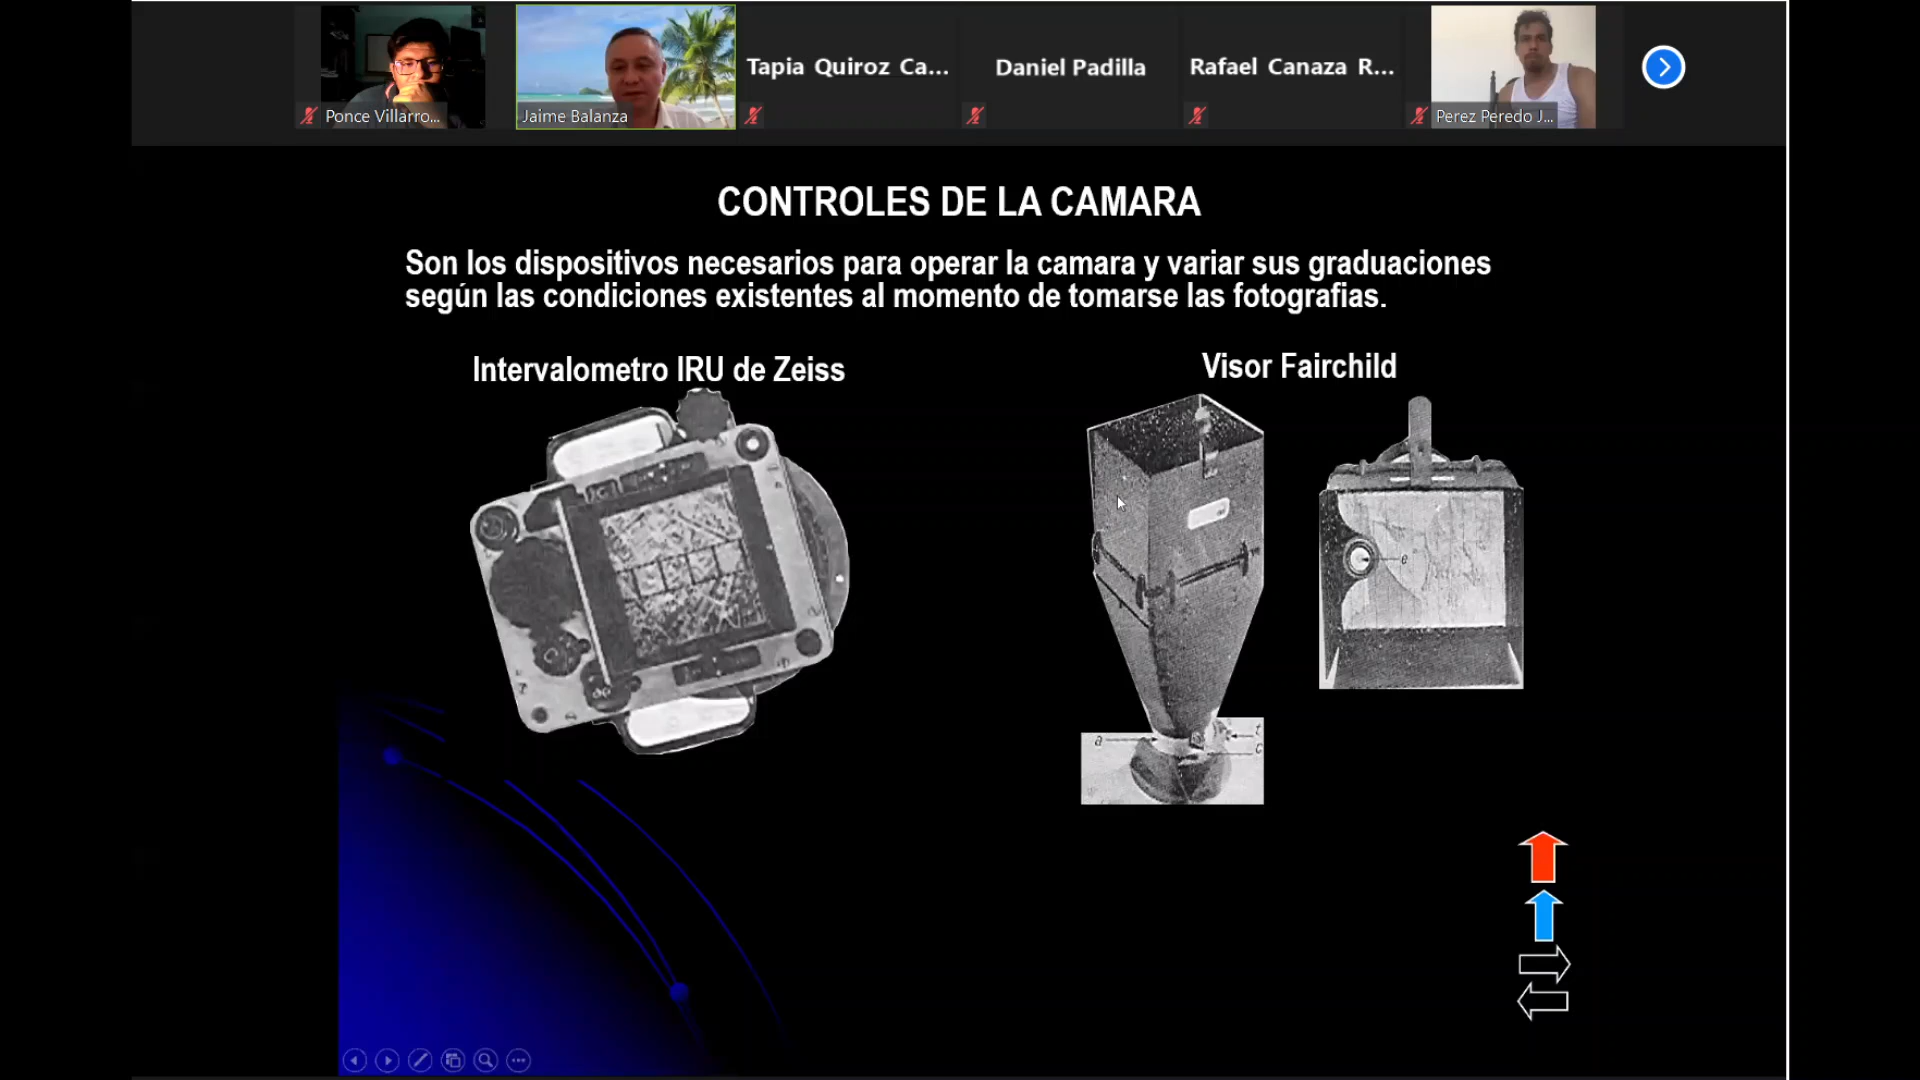 Ponce Villarro...
Jaime Balanza
Tapia Quiroz Ca...
Daniel Padilla
Rafael Canaza R...
Perez Peredo J...
CONTROLES DE LA CAMARA
Son los dispositivos necesarios para operar la camara y variar sus graduaciones
según las condiciones existentes al momento de tomarse las fotografias.
Intervalometro IRU de Zeiss
Visor Fairchild
e
a
t
c